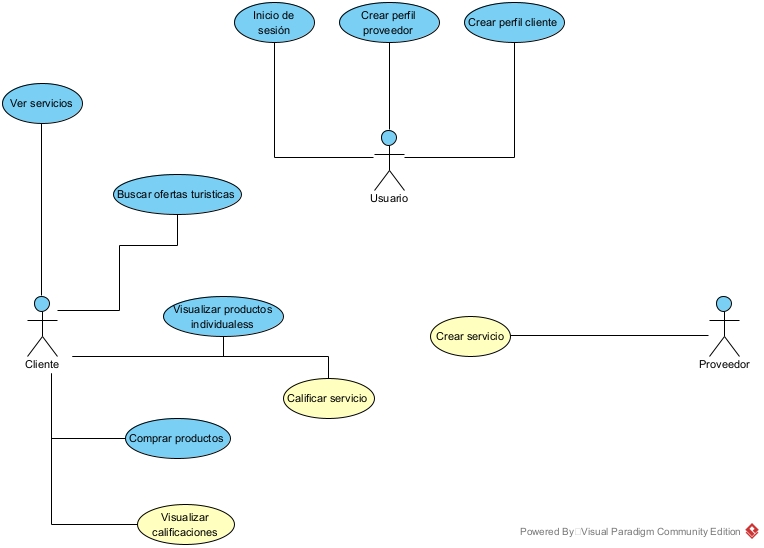 Inicio de
sesión
Crear perfil
proveedor
Crear perfil cliente
Ver servicios
Usuario
Buscar ofertas turisticas
Visualizar productos
individualess
Crear servicio
Cliente
Proveedor
Calificar servicio
Comprar productos
Visualizar
calificaciones
Powered By Visual Paradigm Community Edition